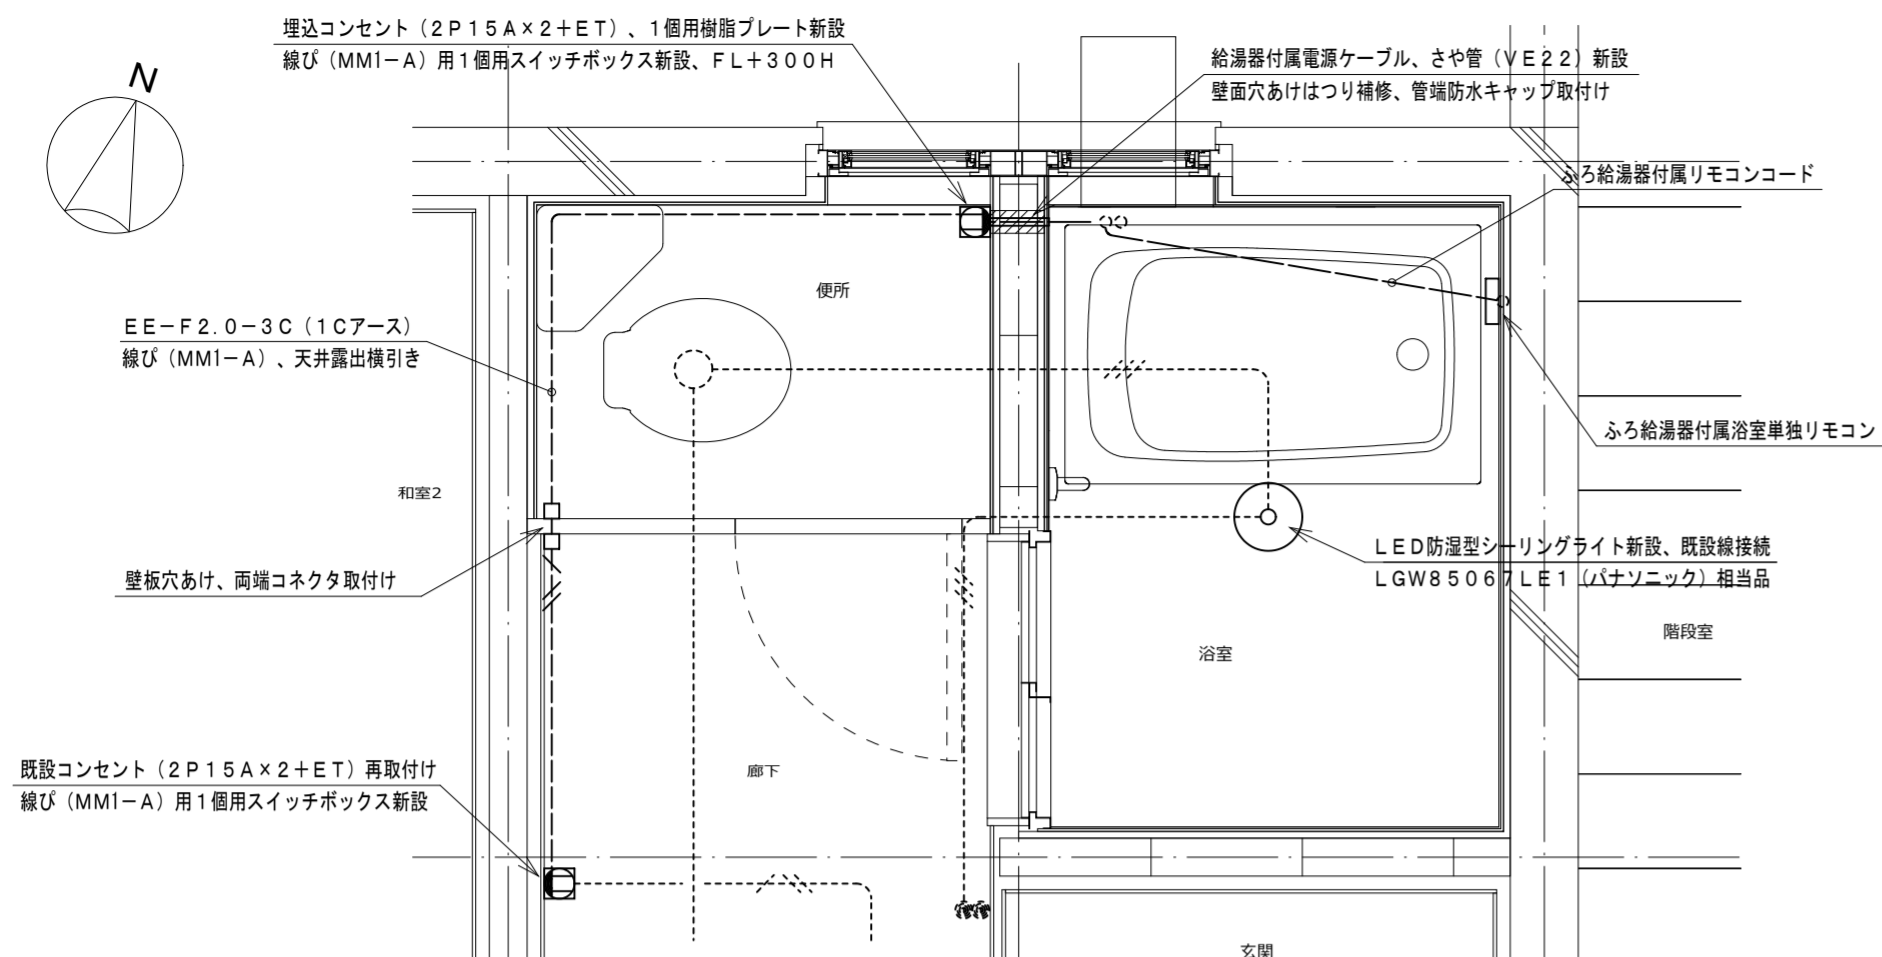 埋込コンセント（２Ｐ１５Ａ×２＋ＥＴ）、１個用樹脂プレート新設
線ぴ（MM1－Ａ）用１個用スイッチボックス新設、ＦＬ＋３００Ｈ
給湯器付属電源ケーブル、さや管（ＶＥ２２）新設
壁面穴あけはつり補修、管端防水キャップ取付け
N
ふろ給湯器付属リモコンコード
便所
ＥＥ－Ｆ２.０－３Ｃ（１Ｃアース）
線ぴ（MM1－Ａ）、天井露出横引き
ふろ給湯器付属浴室単独リモコン
和室2
ＬＥＤ防湿型シーリングライト新設、既設線接続
ＬＧＷ８５０６７ＬＥ１（パナソニック）相当品
壁板穴あけ、両端コネクタ取付け
階段室
浴室
既設コンセント（２Ｐ１５Ａ×２＋ＥＴ）再取付け
線ぴ（MM1－Ａ）用１個用スイッチボックス新設
廊下
玄関